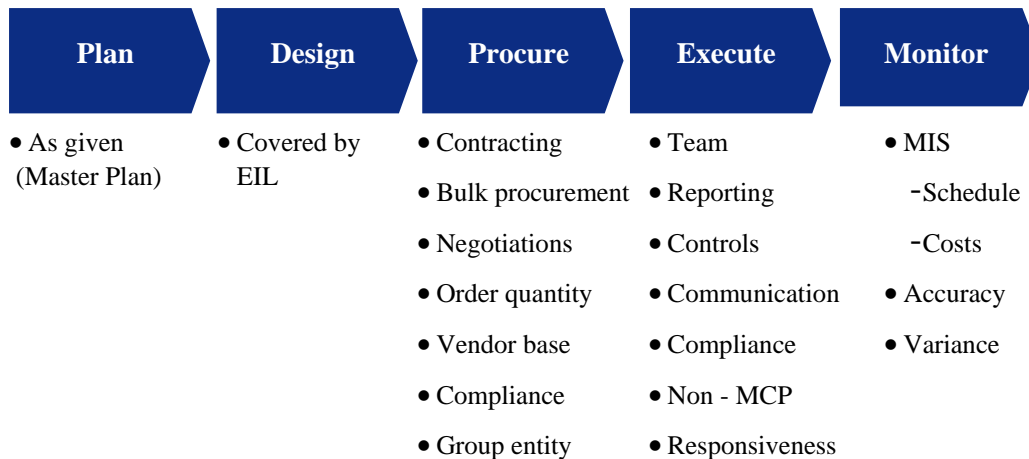 Plan
Design
Procure
Execute
Monitor
• As given
(Master Plan)
• Covered by
EIL
• Contracting
• Bulk procurement
• Negotiations
• Order quantity
• Vendor base
• Compliance
• Group entity
• Team
• Reporting
• Controls
• Communication
• Compliance
• Non - MCP
• Responsiveness
• MIS
-Schedule
-Costs
• Accuracy
• Variance